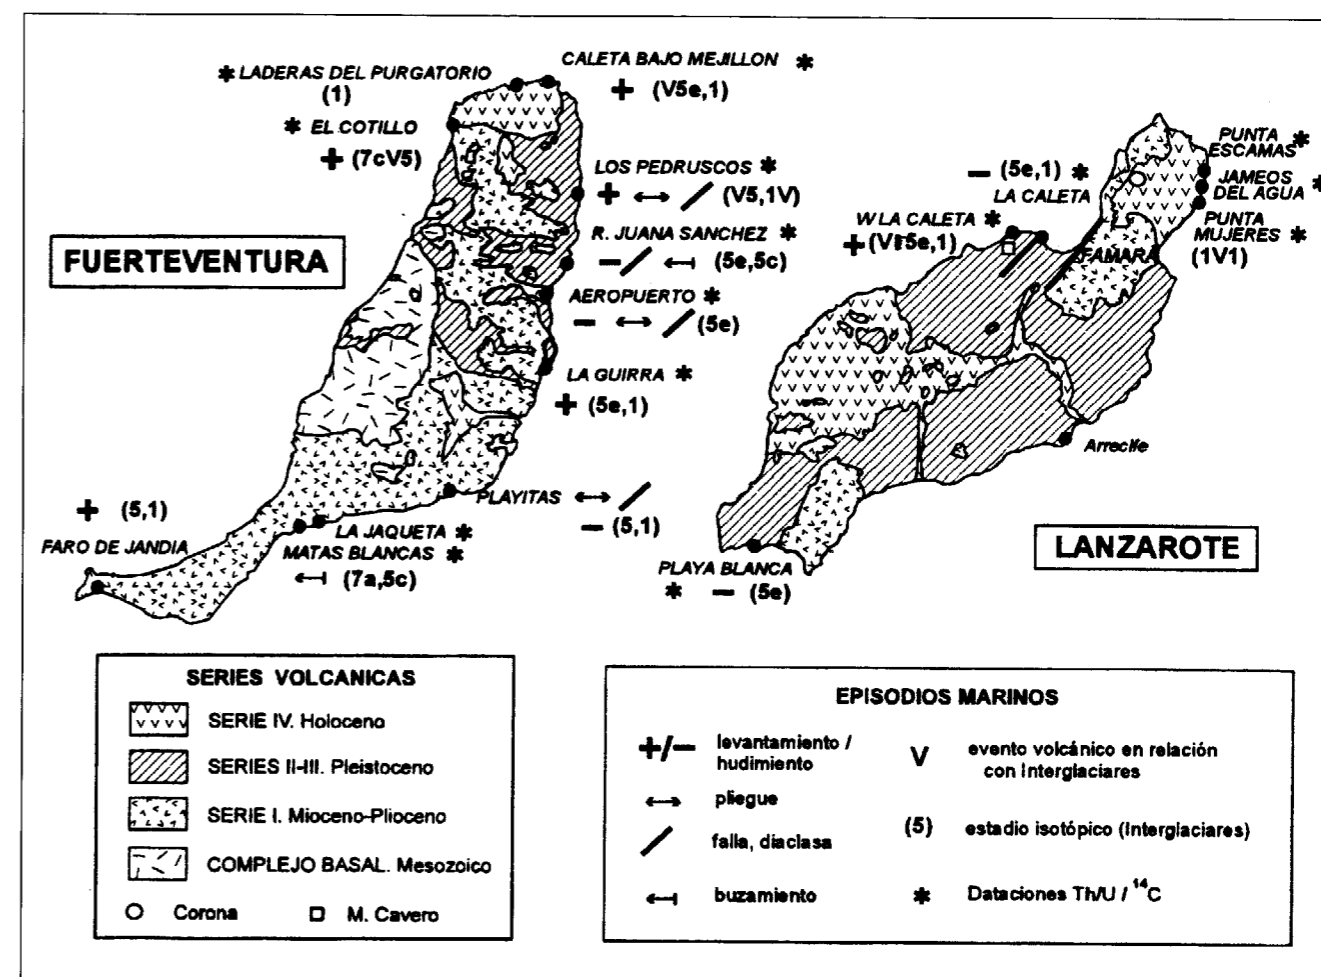 ✱ LADERAS DEL PURGATORIO
(1)
CALETA BAJO MEJILLON ✱
+ (V5e,1)
✱ EL COTILLO
+ (7cV5)
LOS PEDRUSCOS ✱
+ ↔ / (V5,1V)
R. JUANA SANCHEZ ✱
−/ ↤ (5e,5c)
AEROPUERTO ✱
− ↔ / (5e)
LA GUIRRA ✱
+ (5e,1)
FUERTEVENTURA
PLAYITAS ↔ /
− (5,1)
+ (5,1)
FARO DE JANDIA
LA JAQUETA ✱
MATAS BLANCAS ✱
↤ (7a,5c)
PUNTA
ESCAMAS ✱
JAMEOS
DEL AGUA ✱
PUNTA
MUJERES ✱
(1V1)
− (5e,1) ✱
LA CALETA
W LA CALETA ✱
5e,1)
FAMARA
Arrecife
LANZAROTE
PLAYA BLANCA
✱ − (5e)
SERIES VOLCANICAS
SERIE IV. Holoceno
SERIES II-III. Pleistoceno
SERIE I. Mioceno-Plioceno
COMPLEJO BASAL. Mesozoico
Corona
M. Cavero
EPISODIOS MARINOS
+/− levantamiento /
hudimiento
↔ pliegue
/ falla, diaclasa
↤ buzamiento
V evento volcánico en relación
con Interglaciares
(5) estadio isotópico (Interglaciares)
✱ Dataciones Th/U / ¹⁴C